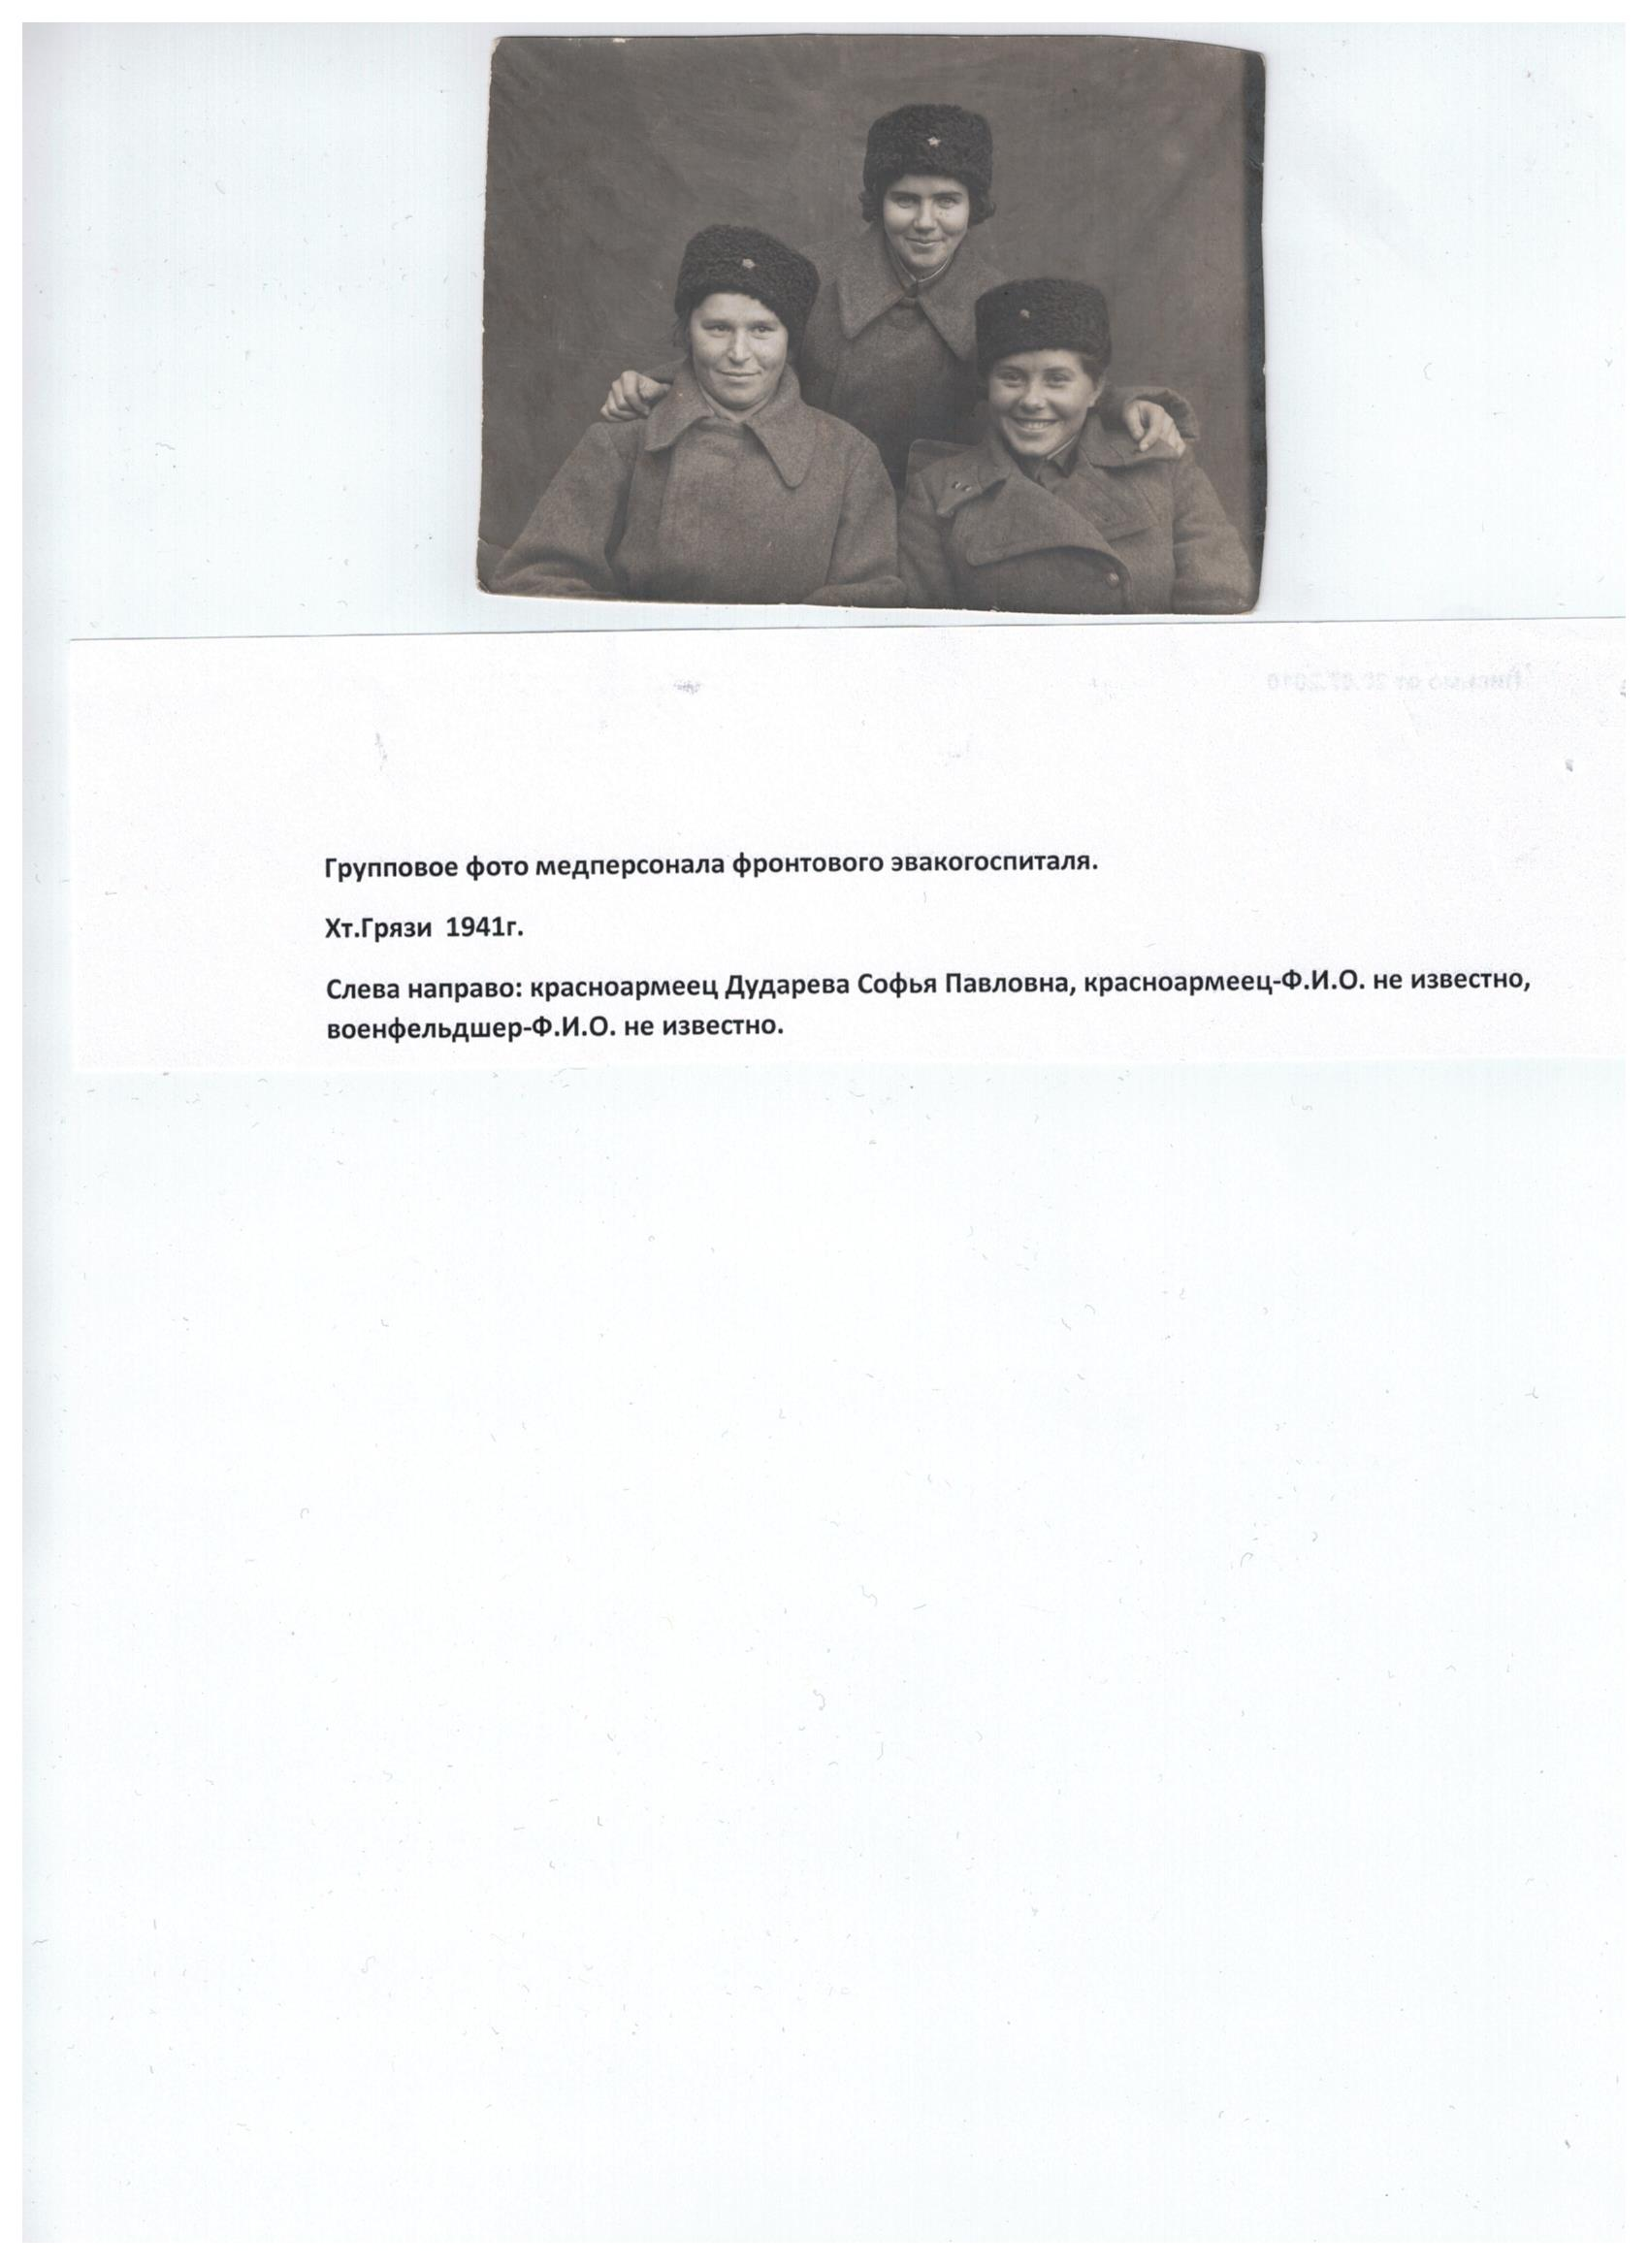 Групповое фото медперсонала фронтового эвакогоспиталя.
Хт.Грязи 1941г.
Слева направо: красноармеец Дударева Софья Павловна, красноармеец-Ф.И.О. не известно,
военфельдшер-Ф.И.О. не известно.